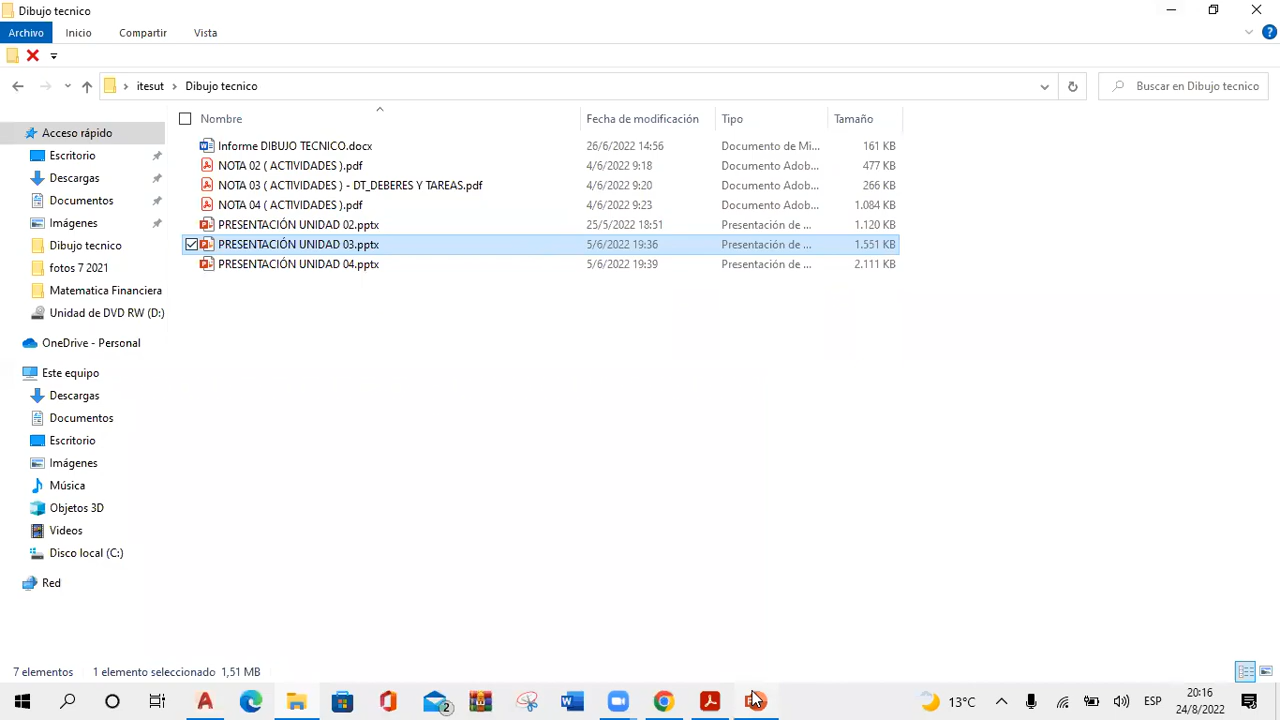 Dibujo tecnico
Archivo Inicio Compartir Vista
itesut Dibujo tecnico Buscar en Dibujo tecnico
Nombre Fecha de modificación Tipo Tamaño
Informe DIBUJO TECNICO.docx 26/6/2022 14:56 Documento de Mi... 161 KB
NOTA 02 ( ACTIVIDADES ).pdf 4/6/2022 9:18 Documento Adob... 477 KB
NOTA 03 ( ACTIVIDADES ) - DT_DEBERES Y TAREAS.pdf 4/6/2022 9:20 Documento Adob... 266 KB
NOTA 04 ( ACTIVIDADES ).pdf 4/6/2022 9:23 Documento Adob... 1.084 KB
PRESENTACIÓN UNIDAD 02.pptx 25/5/2022 18:51 Presentación de ... 1.120 KB
PRESENTACIÓN UNIDAD 03.pptx 5/6/2022 19:36 Presentación de ... 1.551 KB
PRESENTACIÓN UNIDAD 04.pptx 5/6/2022 19:39 Presentación de ... 2.111 KB
Acceso rápido
Escritorio
Descargas
Documentos
Imágenes
Dibujo tecnico
fotos 7 2021
Matematica Financiera
Unidad de DVD RW (D:)
OneDrive - Personal
Este equipo
Descargas
Documentos
Escritorio
Imágenes
Música
Objetos 3D
Videos
Disco local (C:)
Red
7 elementos 1 elemento seleccionado 1,51 MB
2 13°C ESP 20:16
24/8/2022